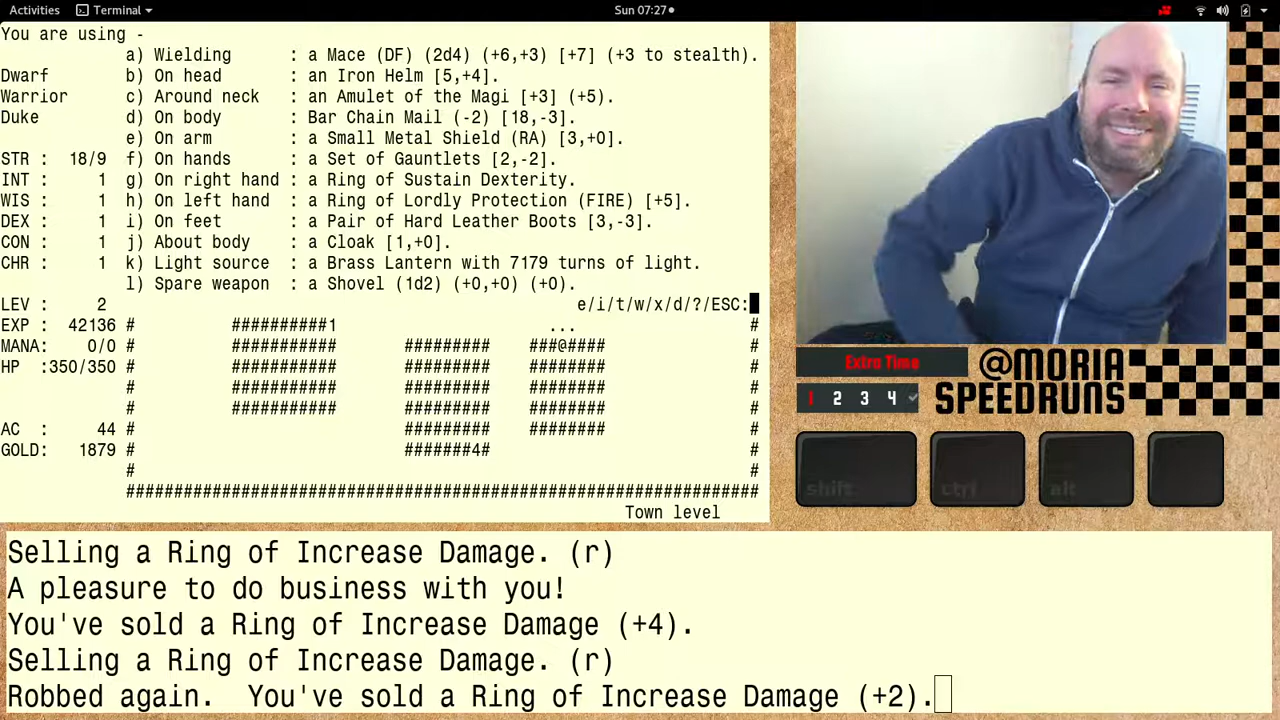 Activities Terminal Sun 07:27
You are using -
a) Wielding : a Mace (DF) (2d4) (+6,+3) [+7] (+3 to stealth).
Dwarf b) On head : an Iron Helm [5,+4].
Warrior c) Around neck : an Amulet of the Magi [+3] (+5).
Duke d) On body : Bar Chain Mail (-2) [18,-3].
e) On arm : a Small Metal Shield (RA) [3,+0].
STR : 18/9 f) On hands : a Set of Gauntlets [2,-2].
INT : 1 g) On right hand : a Ring of Sustain Dexterity.
WIS : 1 h) On left hand : a Ring of Lordly Protection (FIRE) [+5].
DEX : 1 i) On feet : a Pair of Hard Leather Boots [3,-3].
CON : 1 j) About body : a Cloak [1,+0].
CHR : 1 k) Light source : a Brass Lantern with 7179 turns of light.
l) Spare weapon : a Shovel (1d2) (+0,+0) (+0).
LEV : 2 e/i/t/w/x/d/?/ESC:
EXP : 42136 # ##########1 ... #
MANA: 0/0 # ########### ######### ###@#### #
HP :350/350 # ########### ######### ######## #
# ########### ######### ######## #
# ########### ######### ######## #
AC : 44 # ######### ######## #
GOLD: 1879 # #######4# #
# #
#############################################################
Town level
Extra Time
1 2 3 4
@MORIA
SPEEDRUNS
shift ctrl alt
Selling a Ring of Increase Damage. (r)
A pleasure to do business with you!
You've sold a Ring of Increase Damage (+4).
Selling a Ring of Increase Damage. (r)
Robbed again.  You've sold a Ring of Increase Damage (+2).